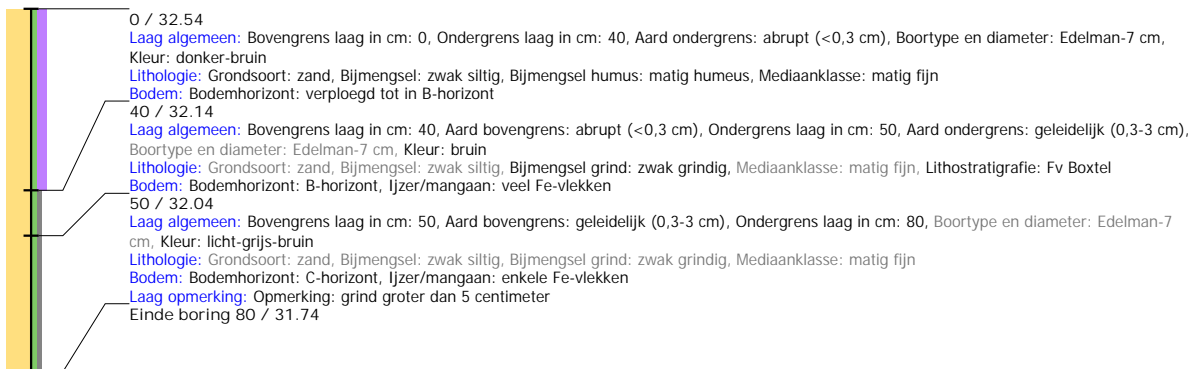 0 / 32.54
Laag algemeen: Bovengrens laag in cm: 0, Ondergrens laag in cm: 40, Aard ondergrens: abrupt (<0,3 cm), Boortype en diameter: Edelman-7 cm,
Kleur: donker-bruin
Lithologie: Grondsoort: zand, Bijmengsel: zwak siltig, Bijmengsel humus: matig humeus, Mediaanklasse: matig fijn
Bodem: Bodemhorizont: verploegd tot in B-horizont
40 / 32.14
Laag algemeen: Bovengrens laag in cm: 40, Aard bovengrens: abrupt (<0,3 cm), Ondergrens laag in cm: 50, Aard ondergrens: geleidelijk (0,3-3 cm),
Boortype en diameter: Edelman-7 cm, Kleur: bruin
Lithologie: Grondsoort: zand, Bijmengsel: zwak siltig, Bijmengsel grind: zwak grindig, Mediaanklasse: matig fijn, Lithostratigrafie: Fv Boxtel
Bodem: Bodemhorizont: B-horizont, Ijzer/mangaan: veel Fe-vlekken
50 / 32.04
Laag algemeen: Bovengrens laag in cm: 50, Aard bovengrens: geleidelijk (0,3-3 cm), Ondergrens laag in cm: 80, Boortype en diameter: Edelman-7
cm, Kleur: licht-grijs-bruin
Lithologie: Grondsoort: zand, Bijmengsel: zwak siltig, Bijmengsel grind: zwak grindig, Mediaanklasse: matig fijn
Bodem: Bodemhorizont: C-horizont, Ijzer/mangaan: enkele Fe-vlekken
Laag opmerking: Opmerking: grind groter dan 5 centimeter
Einde boring 80 / 31.74